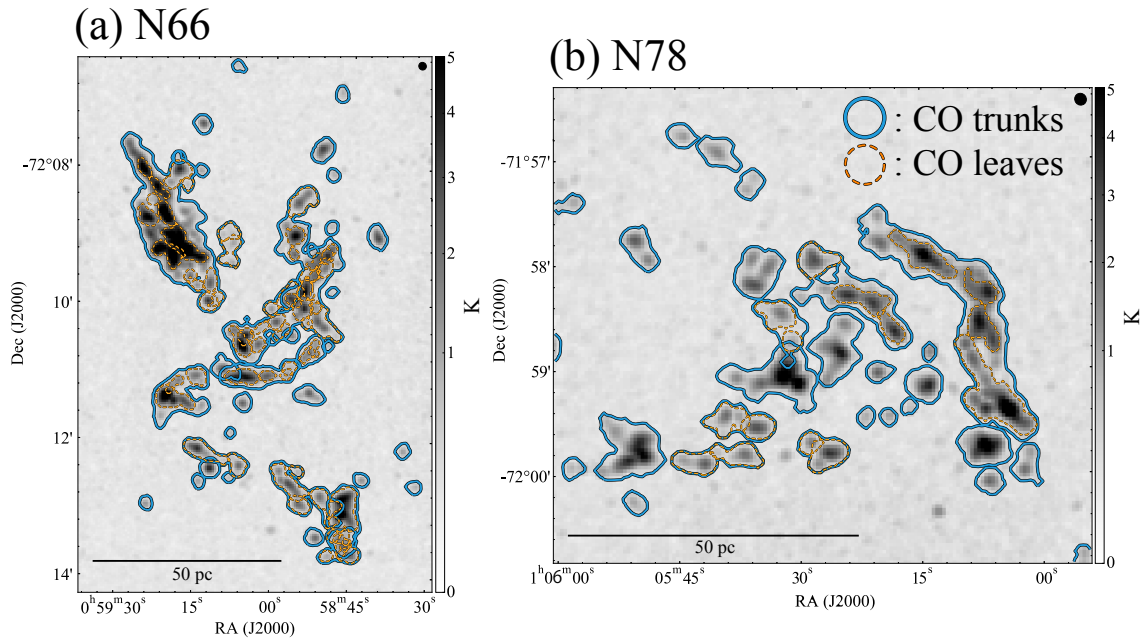 (a) N66
5
4
3
2
1
0
K
-72°08'
10'
12'
14'
Dec (J2000)
50 pc
0ʰ59ᵐ30ˢ 15ˢ 00ˢ 58ᵐ45ˢ 30ˢ
RA (J2000)
(b) N78
: CO trunks
: CO leaves
5
4
3
2
1
0
K
-71°57'
58'
59'
-72°00'
Dec (J2000)
50 pc
1ʰ06ᵐ00ˢ 05ᵐ45ˢ 30ˢ 15ˢ 00ˢ
RA (J2000)